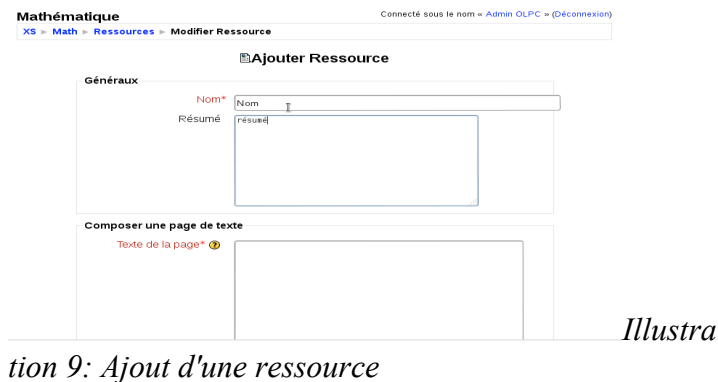 Mathématique
Connecté sous le nom « Admin OLPC » (Déconnexion)
XS ► Math ► Ressources ► Modifier Ressource
Ajouter Ressource
Généraux
Nom* Nom
Résumé résumé
Composer une page de texte
Texte de la page* ?
Illustra
tion 9: Ajout d'une ressource